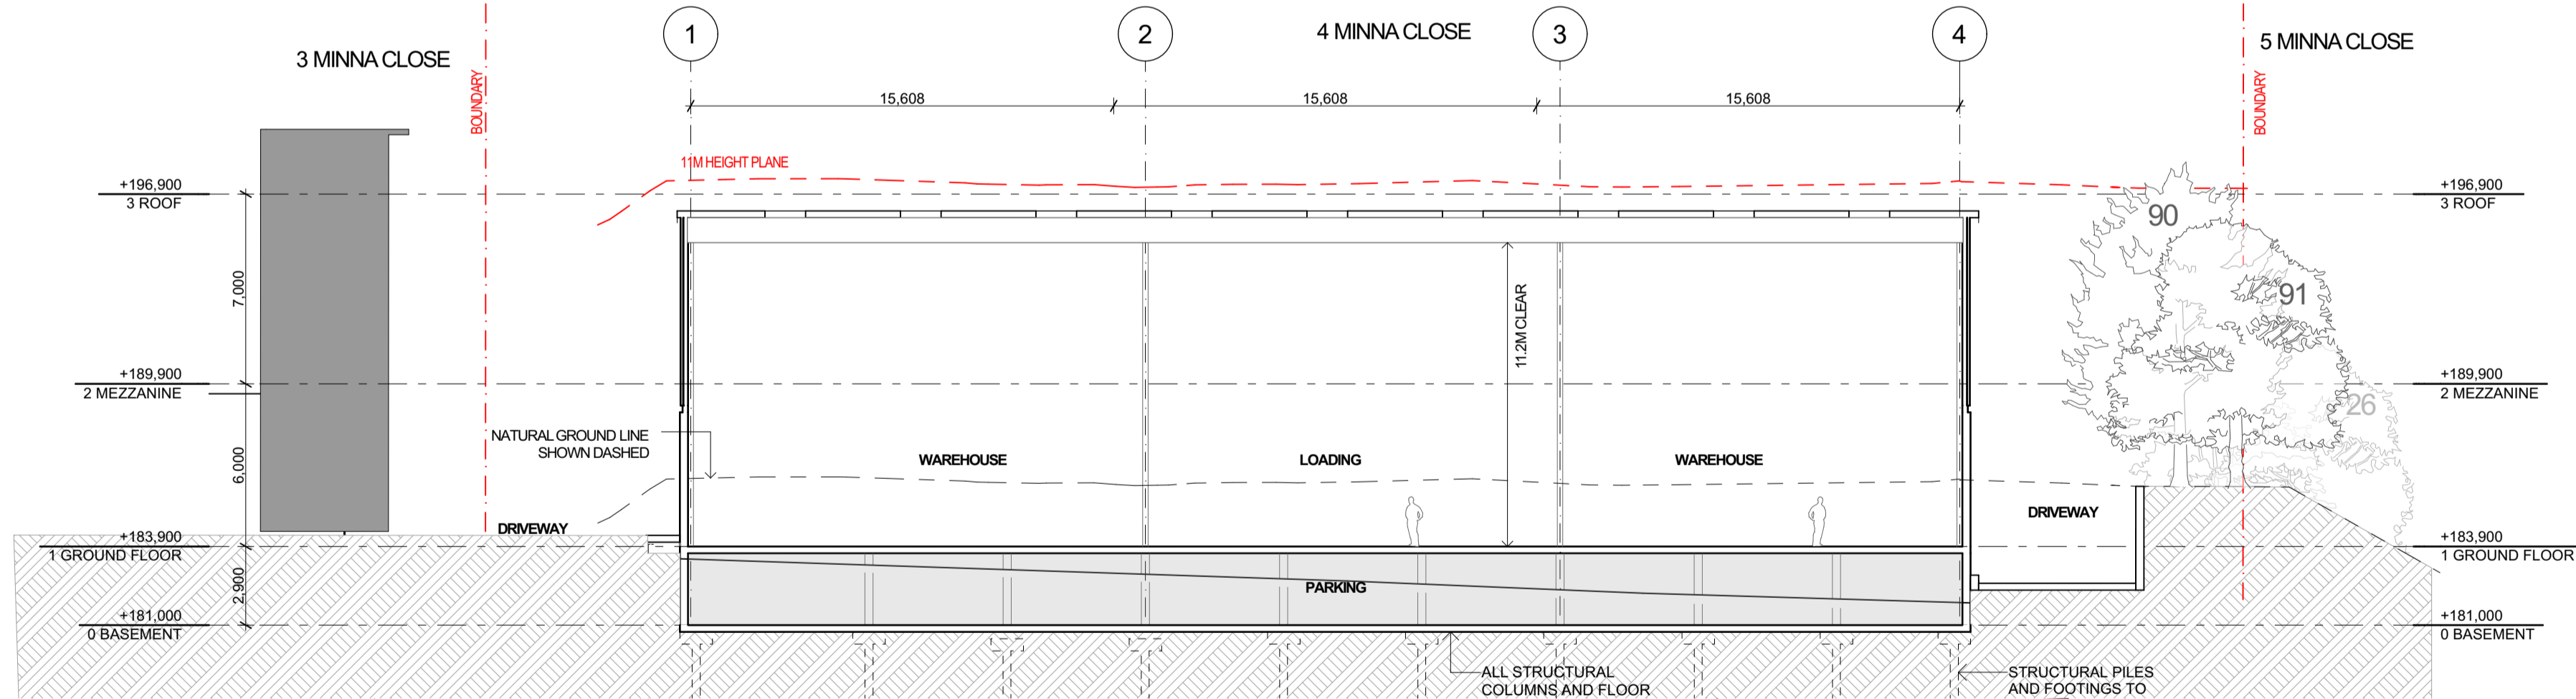 1
2
4 MINNA CLOSE
3
4
3 MINNA CLOSE
5 MINNA CLOSE
BOUNDARY
BOUNDARY
15,608
15,608
15,608
11M HEIGHT PLANE
+196,900
3 ROOF
+196,900
3 ROOF
90
91
26
7,000
11.2M CLEAR
+189,900
2 MEZZANINE
+189,900
2 MEZZANINE
NATURAL GROUND LINE
SHOWN DASHED
WAREHOUSE
LOADING
WAREHOUSE
6,000
DRIVEWAY
DRIVEWAY
+183,900
1 GROUND FLOOR
+183,900
1 GROUND FLOOR
2,900
PARKING
+181,000
0 BASEMENT
+181,000
0 BASEMENT
ALL STRUCTURAL
COLUMNS AND FLOOR
STRUCTURAL PILES
AND FOOTINGS TO